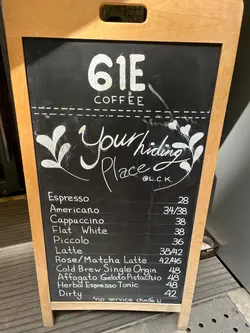 61E
COFFEE
Your hiding
Place
@L.C.K
Espresso 28
Americano 34/38
Cappuccino 38
Flat White 38
Piccolo 36
Latte 38/42
Rose/Matcha Latte 42/46
Cold Brew Single Origin 48
Affogato Gelato Pistachio 48
Herbal Espresso Tonic 48
Dirty 42
*no service charge